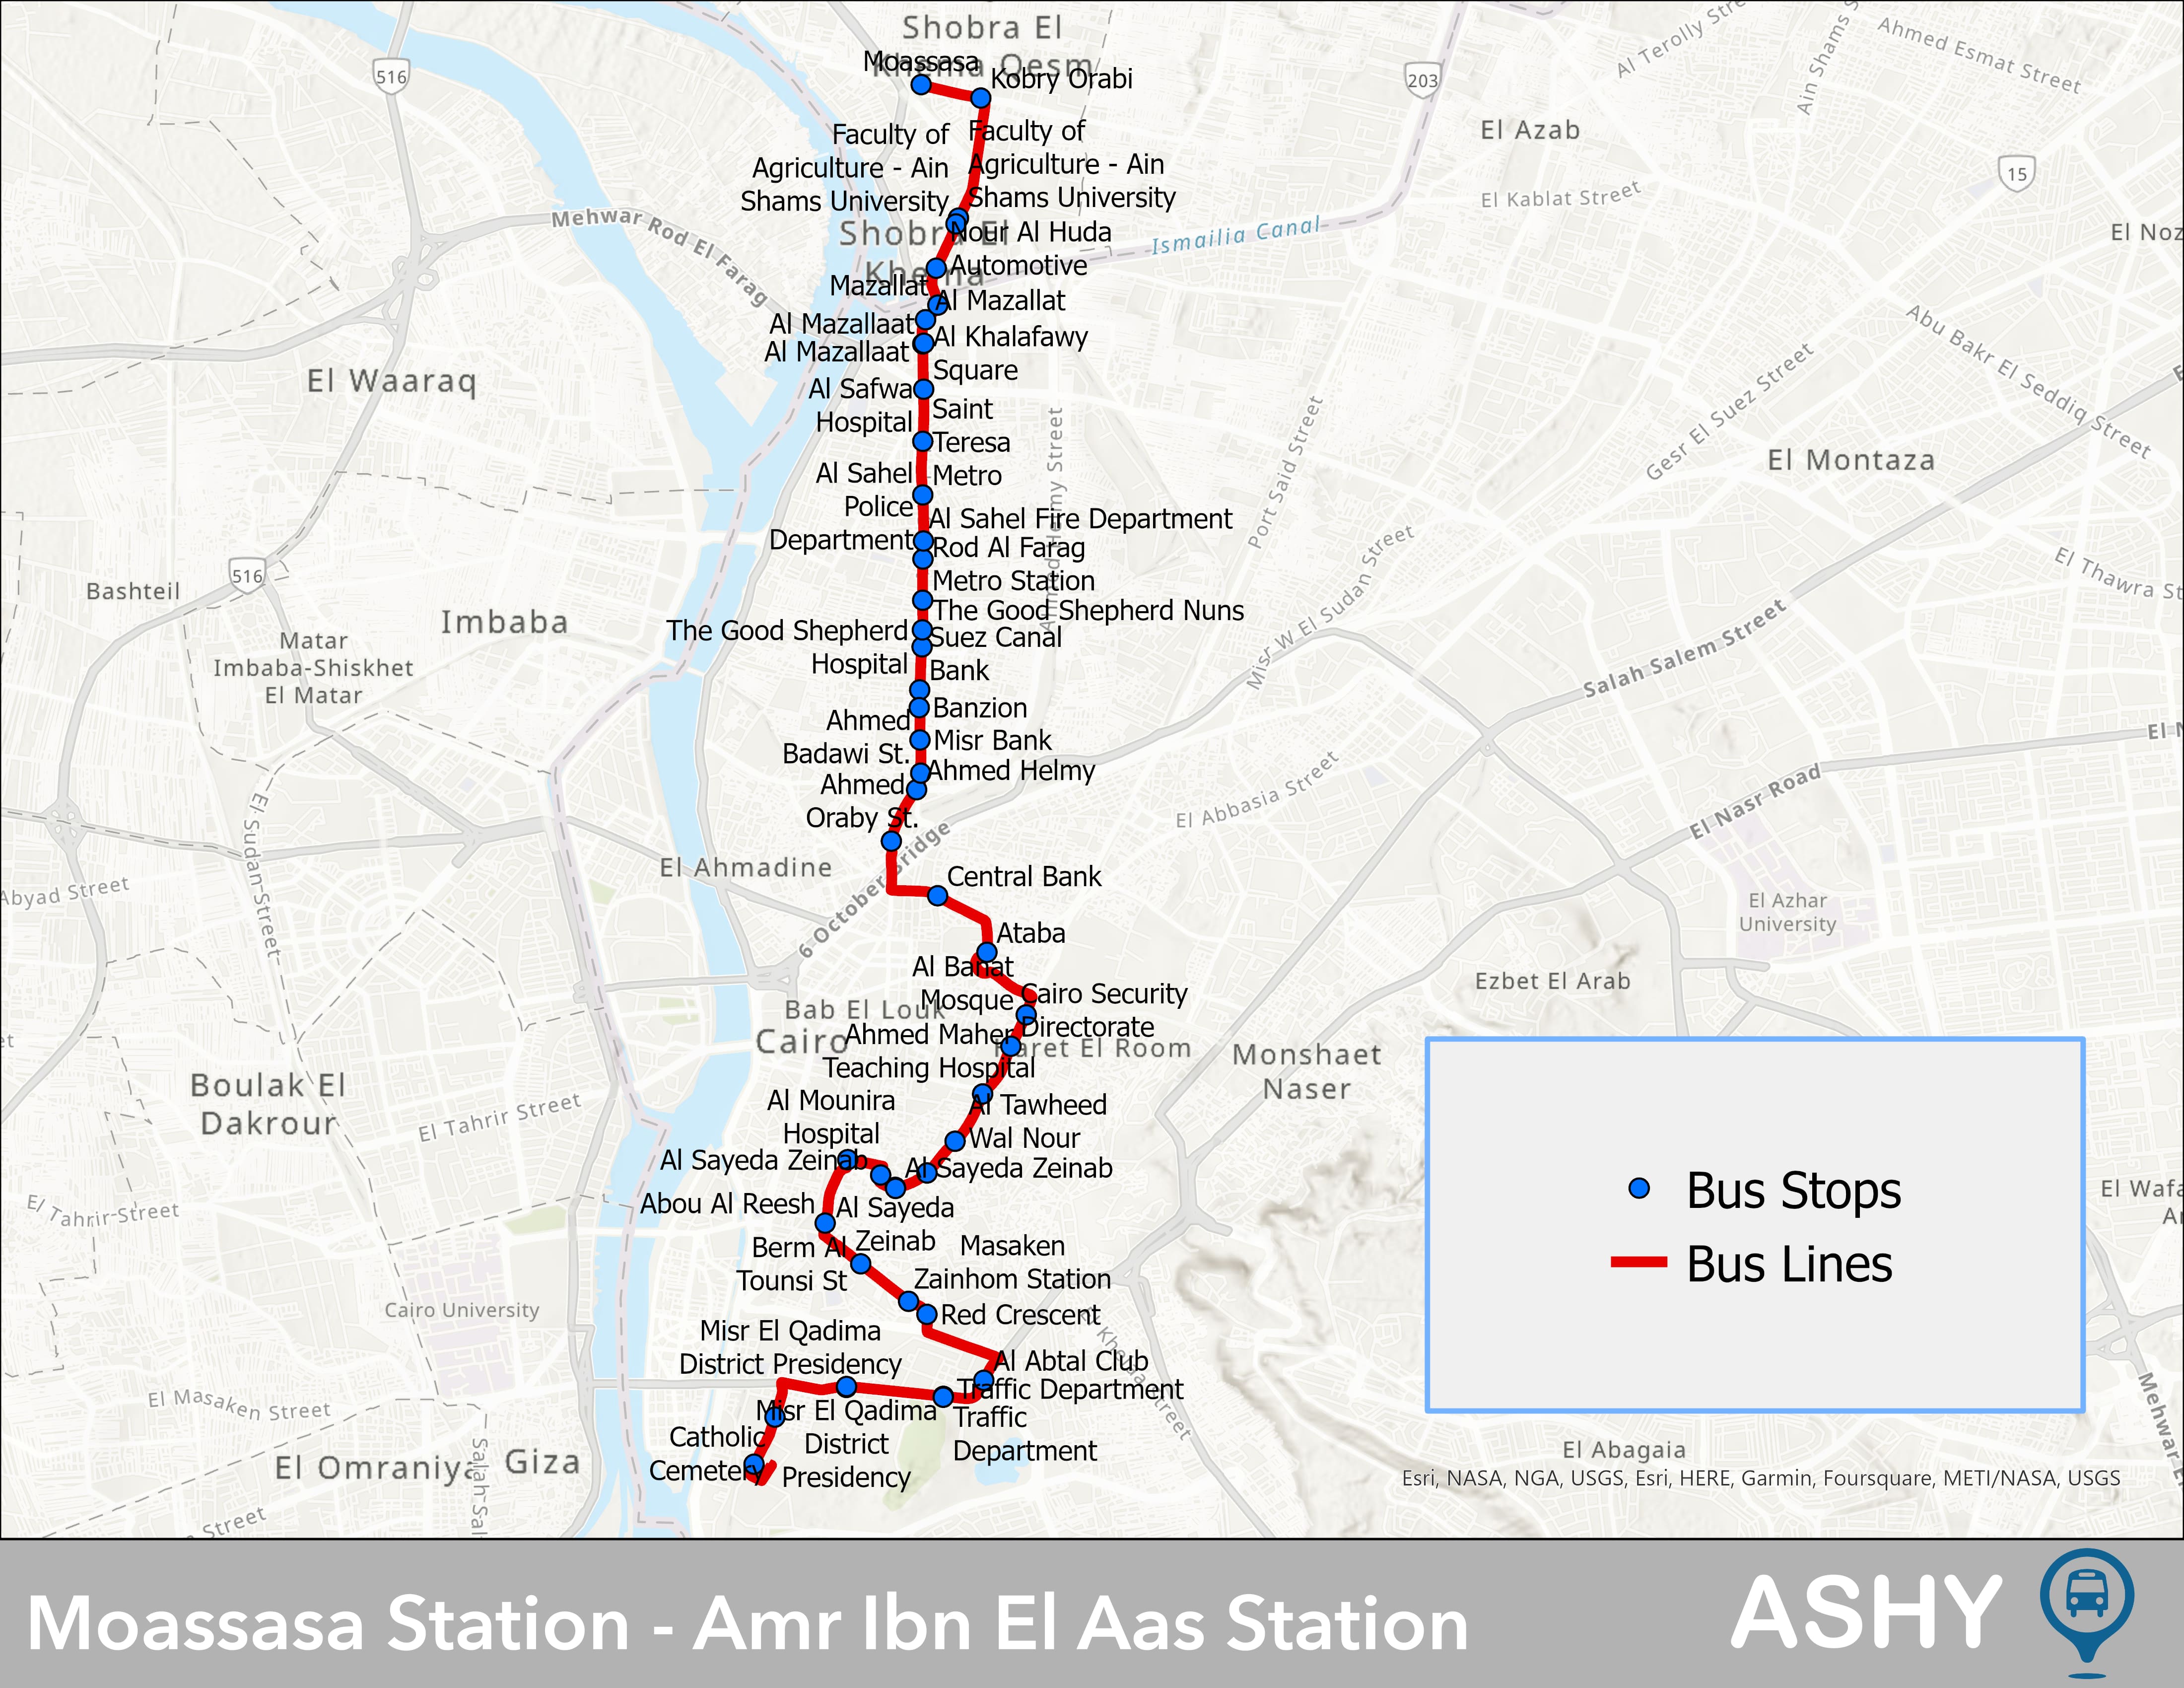 Shobra El
Khema Qesm
Moassasa
Kobry Orabi
516
203
Al Terolly Stre
Ain Shams S
Ahmed Esmat Street
El Azab
15
El Kablat Street
El Noz
Faculty of
Agriculture - Ain
Shams University
Faculty of
Agriculture - Ain
Shams University
Mehwar Rod El Farag
Shobra El
Khema
Nour Al Huda
Automotive
Ismailia Canal
Mazallat
Al Mazallat
Al Mazallaat
Al Khalafawy
Square
Al Mazallaat
El Waaraq
Al Safwa
Hospital
Saint
Teresa
Metro
Abu Bakr El Seddiq Street
Gesr El Suez Street
Port Said Street
Ahmed Helmy Street
El Montaza
Al Sahel
Police
Department
Al Sahel Fire Department
Rod Al Farag
Metro Station
Misr W El Sudan Street
El Thawra St
516
Bashteil
Imbaba
Matar
Imbaba-Shiskhet
El Matar
The Good Shepherd Nuns
The Good Shepherd
Hospital
Suez Canal
Bank
Salah Salem Street
Banzion
Ahmed
Badawi St.
Misr Bank
El N
Ahmed Helmy
Ahmed
Oraby St.
El Abbasia Street
El Nasr Road
El Sudan Street
El Ahmadine
6 October Bridge
Central Bank
Abyad Street
El Azhar
University
Ataba
Al Banat
Mosque
Ezbet El Arab
Cairo Security
Directorate
Bab El Louk
Cairo
Ahmed Maher
Teaching Hospital
Haret El Room
Monshaet
Naser
et
Boulak El
Dakrour
El Tahrir Street
Al Mounira
Hospital
Al Tawheed
Wal Nour
Al Sayeda Zeinab
Al Sayeda Zeinab
Abou Al Reesh
Al Sayeda
Zeinab
El Tahrir Street
El Wafa
Ar
Bus Stops
Bus Lines
Berm Al
Tounsi St
Masaken
Zainhom Station
Cairo University
Red Crescent
Misr El Qadima
District Presidency
Al Abtal Club
Traffic Department
El Khalifa Street
El Masaken Street
Misr El Qadima
District
Presidency
Traffic
Department
Catholic
Cemetery
El Omraniya
Giza
Salah Sal
Street
Mehwar E
El Abagaia
Esri, NASA, NGA, USGS, Esri, HERE, Garmin, Foursquare, METI/NASA, USGS
Moassasa Station - Amr Ibn El Aas Station
ASHY